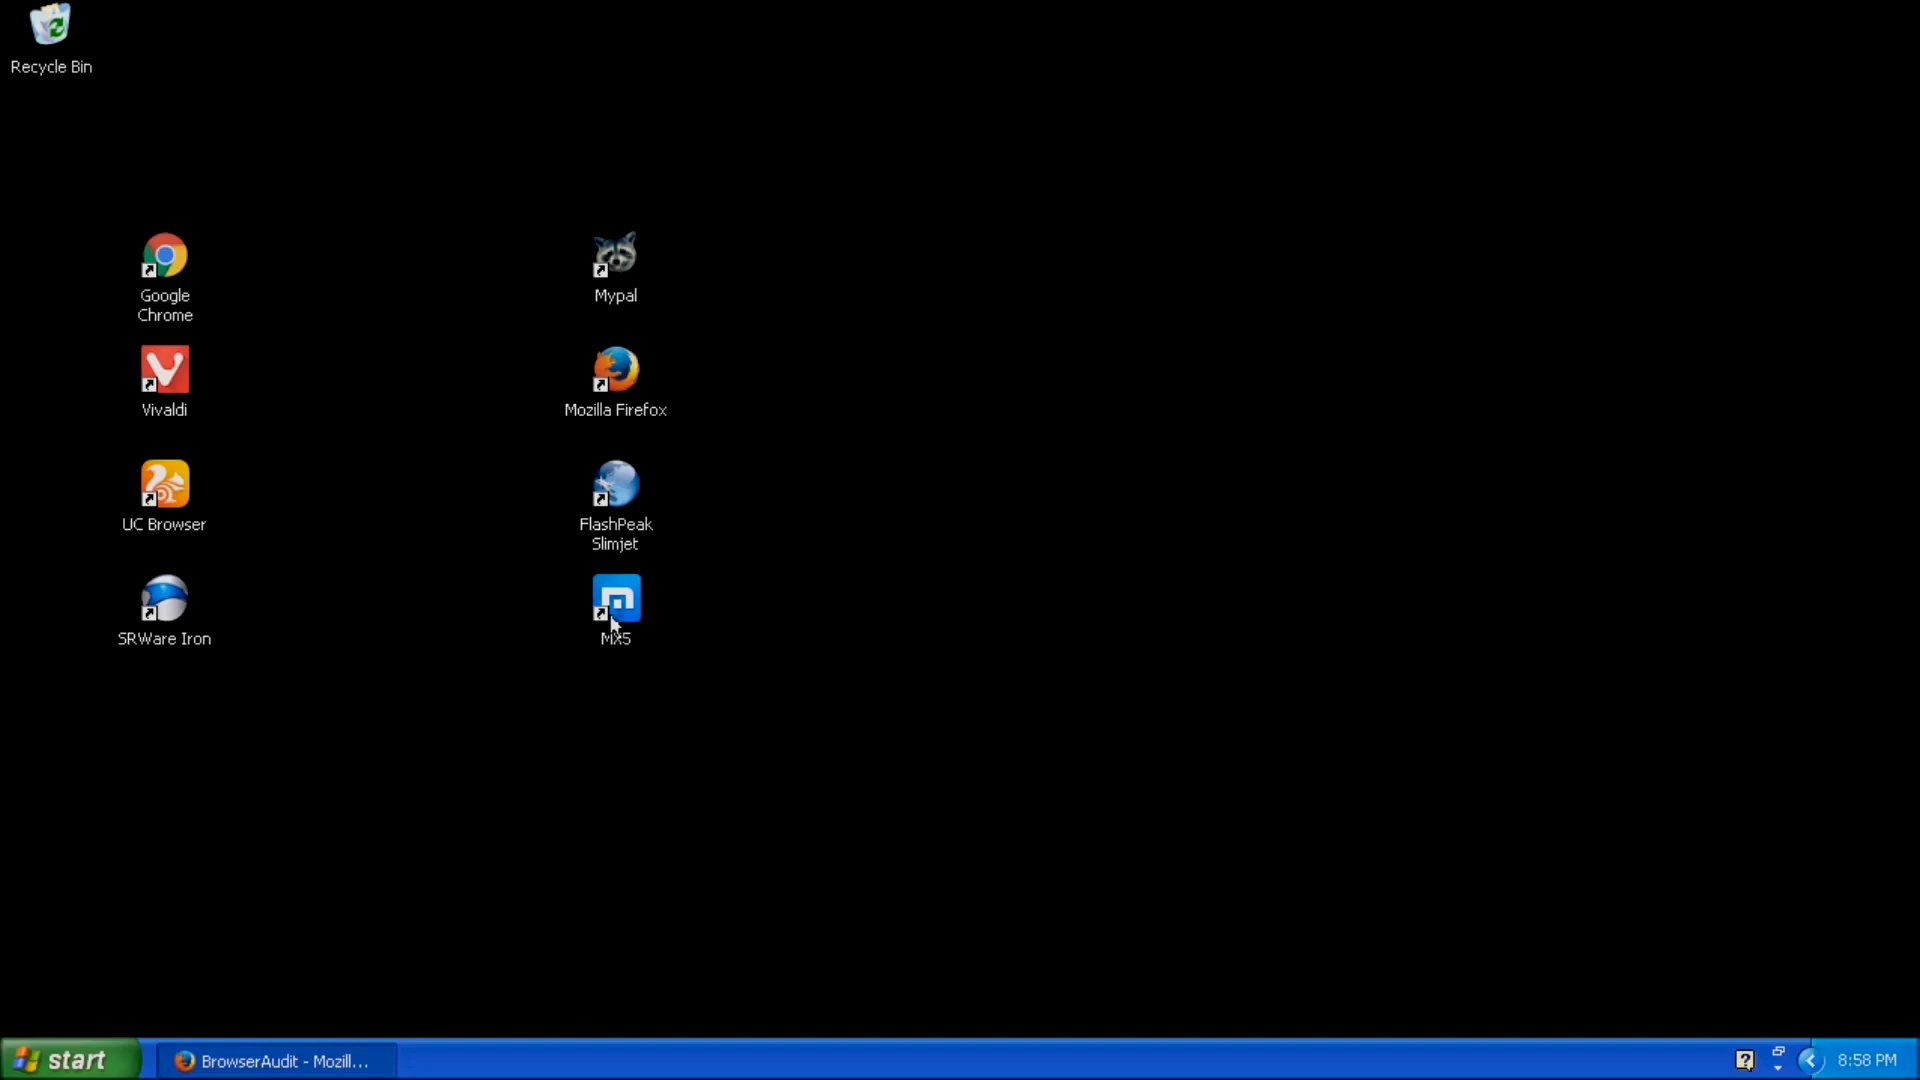 Recycle Bin
Google
Chrome
Mypal
Vivaldi
Mozilla Firefox
UC Browser
FlashPeak
Slimjet
SRWare Iron
MX5
start
BrowserAudit - Mozill...
8:58 PM